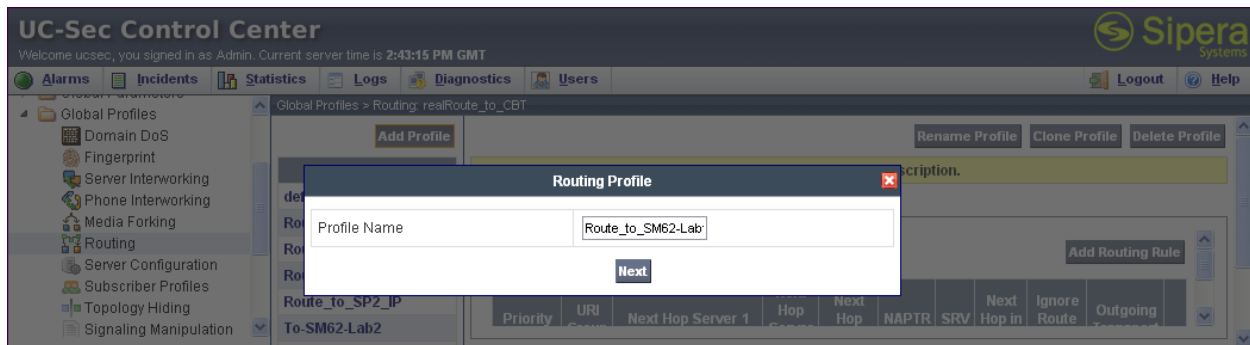 UC-Sec Control Center
Sipera
Systems
Welcome ucsec, you signed in as Admin. Current server time is 2:43:15 PM GMT
Alarms Incidents Statistics Logs Diagnostics Users Logout Help
Global Profiles
Domain DoS
Fingerprint
Server Interworking
Phone Interworking
Media Forking
Routing
Server Configuration
Subscriber Profiles
Topology Hiding
Signaling Manipulation
Global Profiles > Routing: realRoute_to_CBT
Add Profile
Rename Profile Clone Profile Delete Profile
scription.
def
Rou
Rou
Rou
Route_to_SP2_IP
To-SM62-Lab2
Routing Profile
Profile Name
Route_to_SM62-Lab
Next
Add Routing Rule
Priority URI Next Hop Server 1 Hop Next Hop NAPTR SRV Next Hop in Ignore Route Outgoing